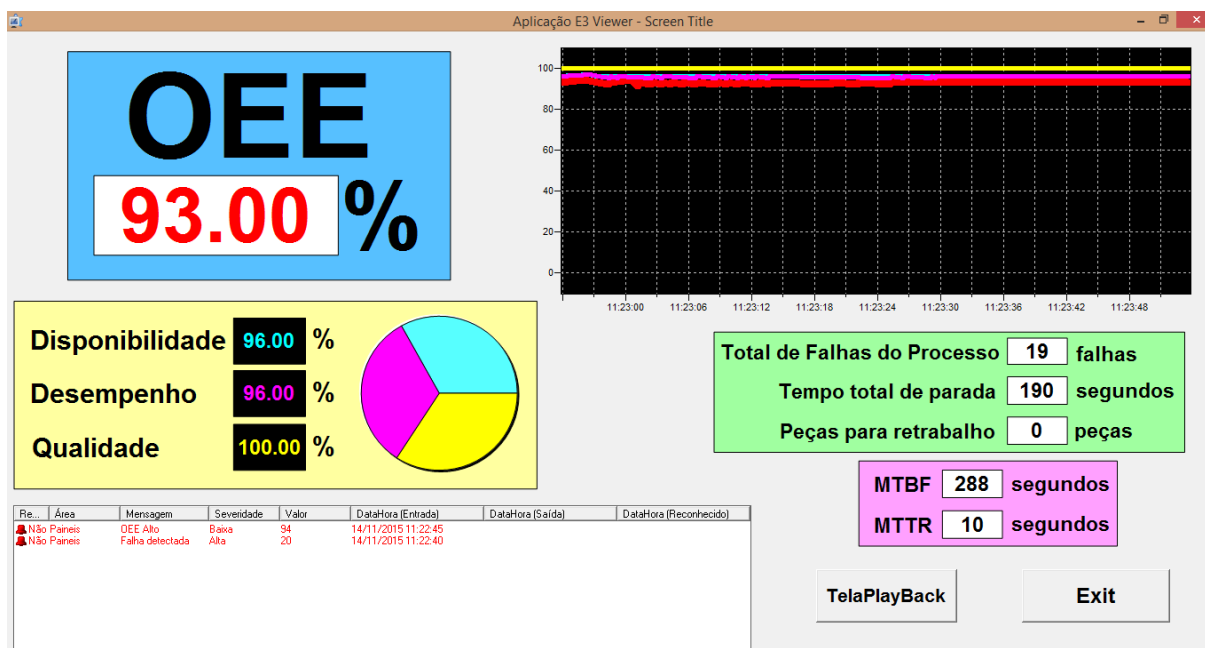 Aplicação E3 Viewer - Screen Title
OEE
93.00 %
100
80
60
40
20
0
11:23:00 11:23:06 11:23:12 11:23:18 11:23:24 11:23:30 11:23:36 11:23:42 11:23:48
Disponibilidade 96.00 %
Desempenho 96.00 %
Qualidade 100.00 %
Total de Falhas do Processo 19 falhas
Tempo total de parada 190 segundos
Peças para retrabalho 0 peças
MTBF 288 segundos
MTTR 10 segundos
Re... Área Mensagem Severidade Valor DataHora (Entrada) DataHora (Saída) DataHora (Reconhecido)
Não Paineis OEE Alto Baixa 94 14/11/2015 11:22:45
Não Paineis Falha detectada Alta 20 14/11/2015 11:22:40
TelaPlayBack Exit